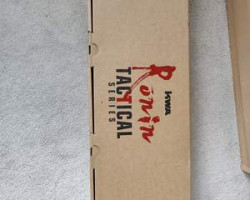 KWA
Ronin
TACTICAL
SERIES